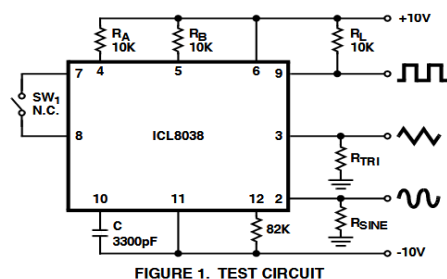 +10V
RA
10K
RB
10K
RL
10K
4
5
6
7
9
SW1
N.C.
8
ICL8038
3
RTRI
10
11
12
2
C
3300pF
82K
RSINE
-10V
FIGURE 1. TEST CIRCUIT